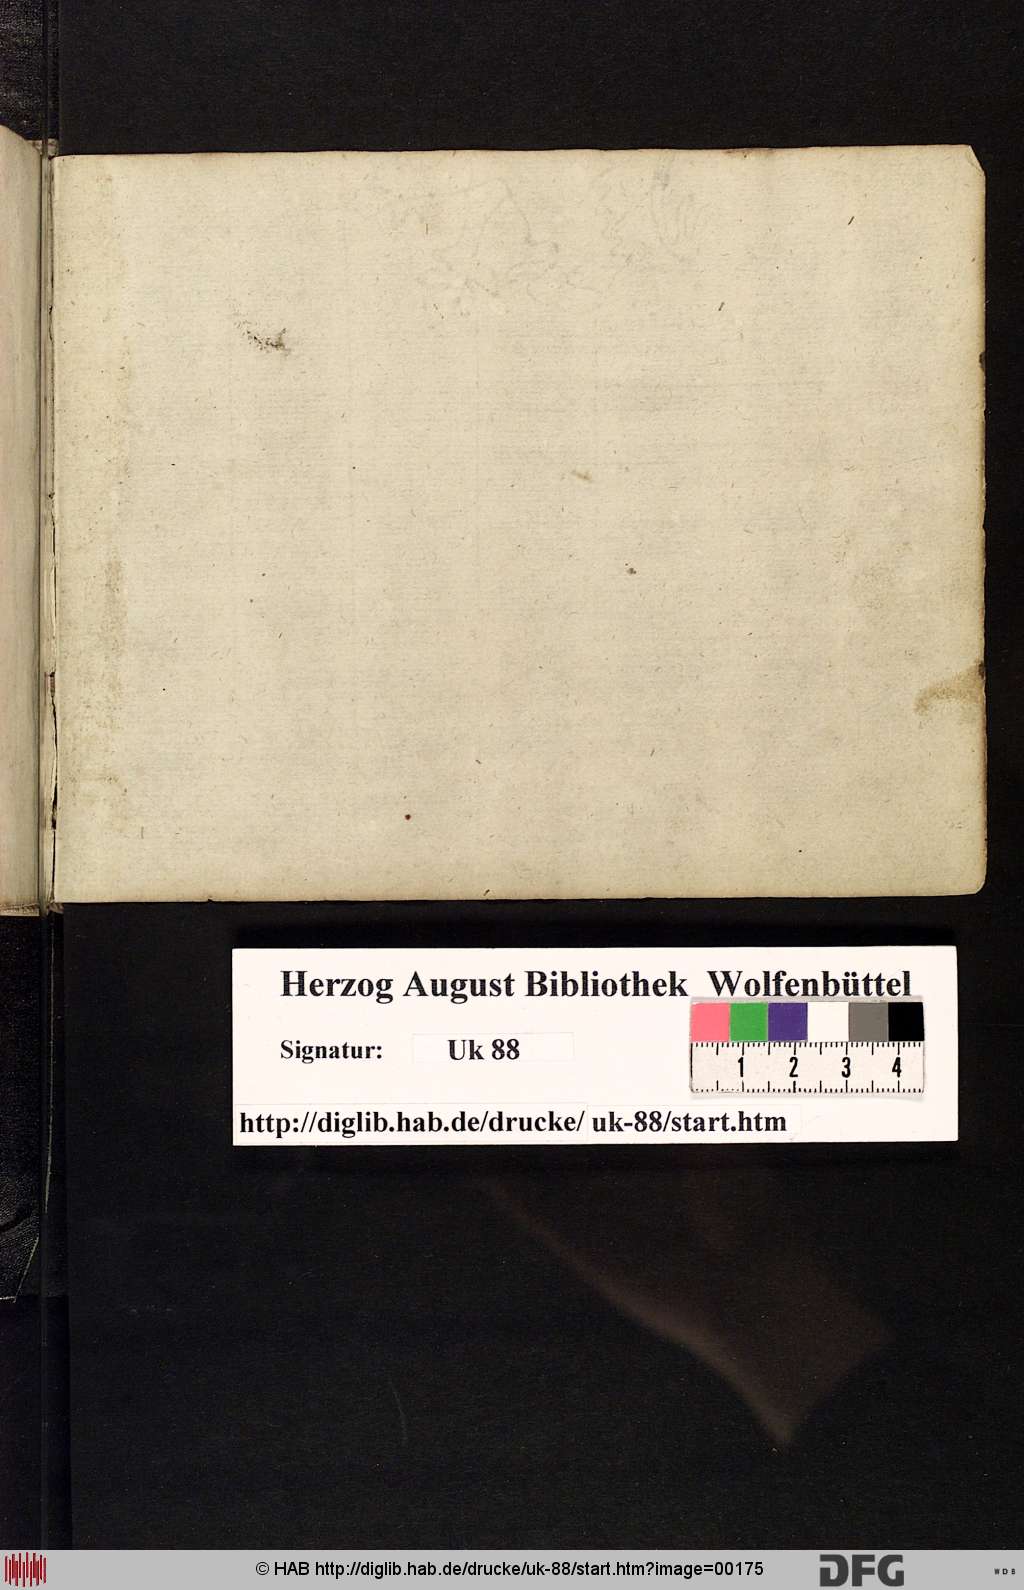 Herzog August Bibliothek Wolfenbüttel
Signatur: Uk 88
1 2 3 4
http://diglib.hab.de/drucke/ uk-88/start.htm
© HAB http://diglib.hab.de/drucke/uk-88/start.htm?image=00175
DFG
WDB